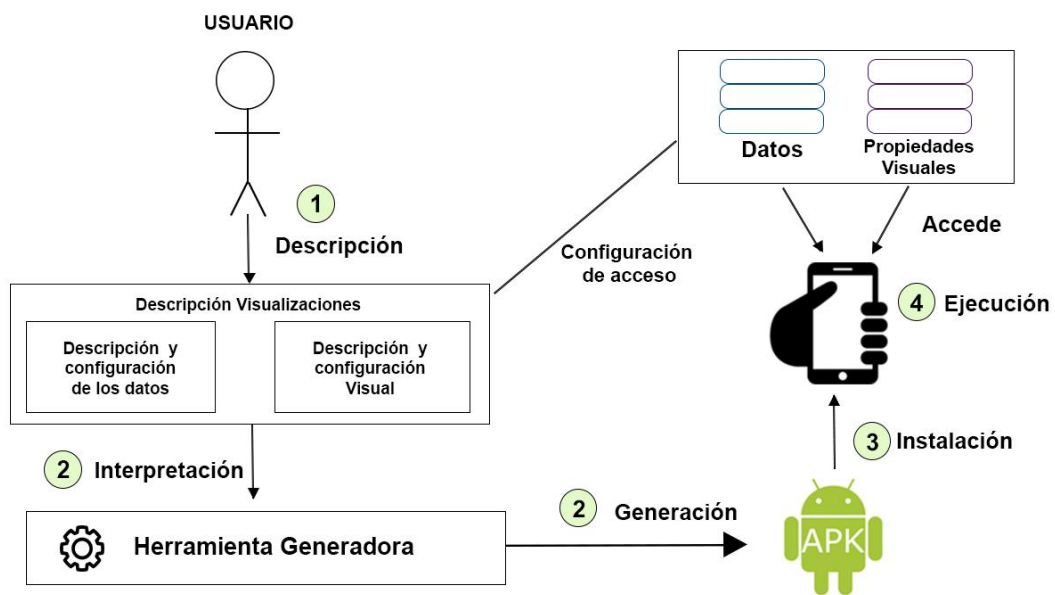 USUARIO
1
Descripción
Descripción Visualizaciones
Descripción y
configuración
de los datos
Descripción y
configuración
Visual
Configuración
de acceso
Datos
Propiedades
Visuales
Accede
4 Ejecución
3 Instalación
2 Interpretación
Herramienta Generadora
2 Generación
APK